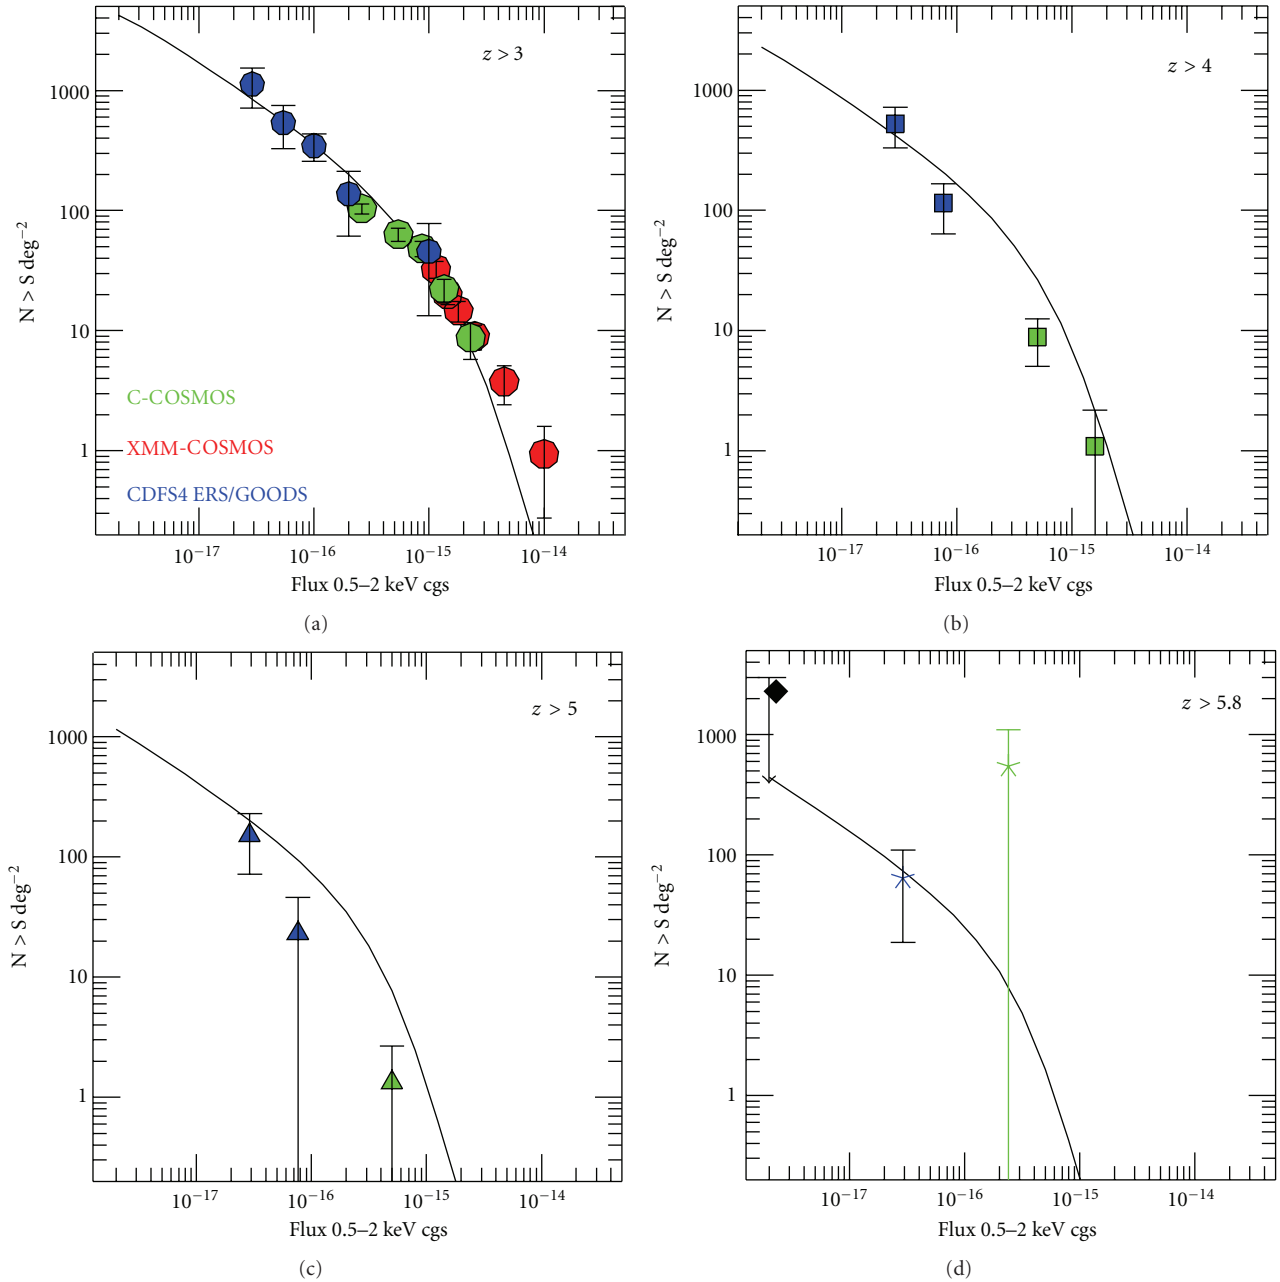 z > 3
1000
100
10
1
N > S deg⁻²
C-COSMOS
XMM-COSMOS
CDFS4 ERS/GOODS
10⁻¹⁷ 10⁻¹⁶ 10⁻¹⁵ 10⁻¹⁴
Flux 0.5–2 keV cgs
(a)
z > 4
1000
100
10
1
N > S deg⁻²
10⁻¹⁷ 10⁻¹⁶ 10⁻¹⁵ 10⁻¹⁴
Flux 0.5–2 keV cgs
(b)
z > 5
1000
100
10
1
N > S deg⁻²
10⁻¹⁷ 10⁻¹⁶ 10⁻¹⁵ 10⁻¹⁴
Flux 0.5–2 keV cgs
(c)
z > 5.8
1000
100
10
1
N > S deg⁻²
10⁻¹⁷ 10⁻¹⁶ 10⁻¹⁵ 10⁻¹⁴
Flux 0.5–2 keV cgs
(d)